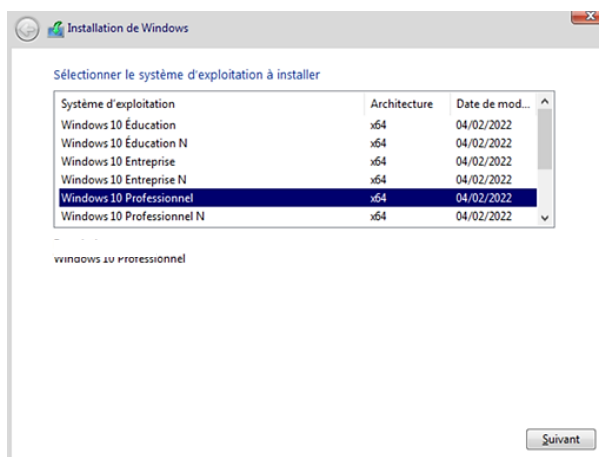 Installation de Windows
Sélectionner le système d'exploitation à installer
Système d'exploitation Architecture Date de mod...
Windows 10 Éducation x64 04/02/2022
Windows 10 Éducation N x64 04/02/2022
Windows 10 Entreprise x64 04/02/2022
Windows 10 Entreprise N x64 04/02/2022
Windows 10 Professionnel x64 04/02/2022
Windows 10 Professionnel N x64 04/02/2022
Windows 10 Professionnel
Suivant